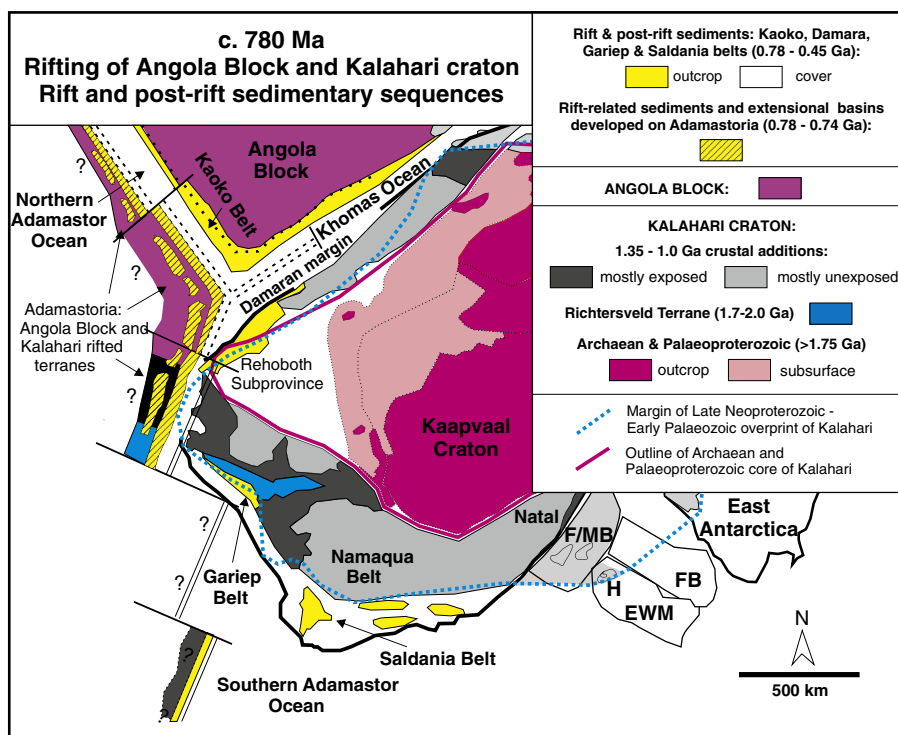 c. 780 Ma
Rifting of Angola Block and Kalahari craton
Rift and post-rift sedimentary sequences
Rift & post-rift sediments: Kaoko, Damara,
Gariep & Saldania belts (0.78 - 0.45 Ga)
outcrop
cover
Rift-related sediments and extensional basins
developed on Adamastoria (0.78 - 0.74 Ga):
ANGOLA BLOCK:
KALAHARI CRATON:
1.35 - 1.0 Ga crustal additions:
mostly exposed
mostly unexposed
Richtersveld Terrane (1.7-2.0 Ga)
Archaean & Palaeoproterozoic (>1.75 Ga)
outcrop
subsurface
Margin of Late Neoproterozoic -
Early Palaeozoic overprint of Kalahari
Outline of Archaean and
Palaeoproterozoic core of Kalahari
?
Angola
Block
Kaoko Belt
Northern
Adamastor
Ocean
Khomas Ocean
Damaran margin
?
Adamastoria:
Angola Block and
Kalahari rifted
terranes
?
Rehoboth
Subprovince
Kaapvaal
Craton
?
?
Gariep
Belt
Namaqua
Belt
Natal
F/MB
East
Antarctica
H
FB
EWM
Saldania Belt
?
Southern Adamastor
Ocean
?
N
500 km